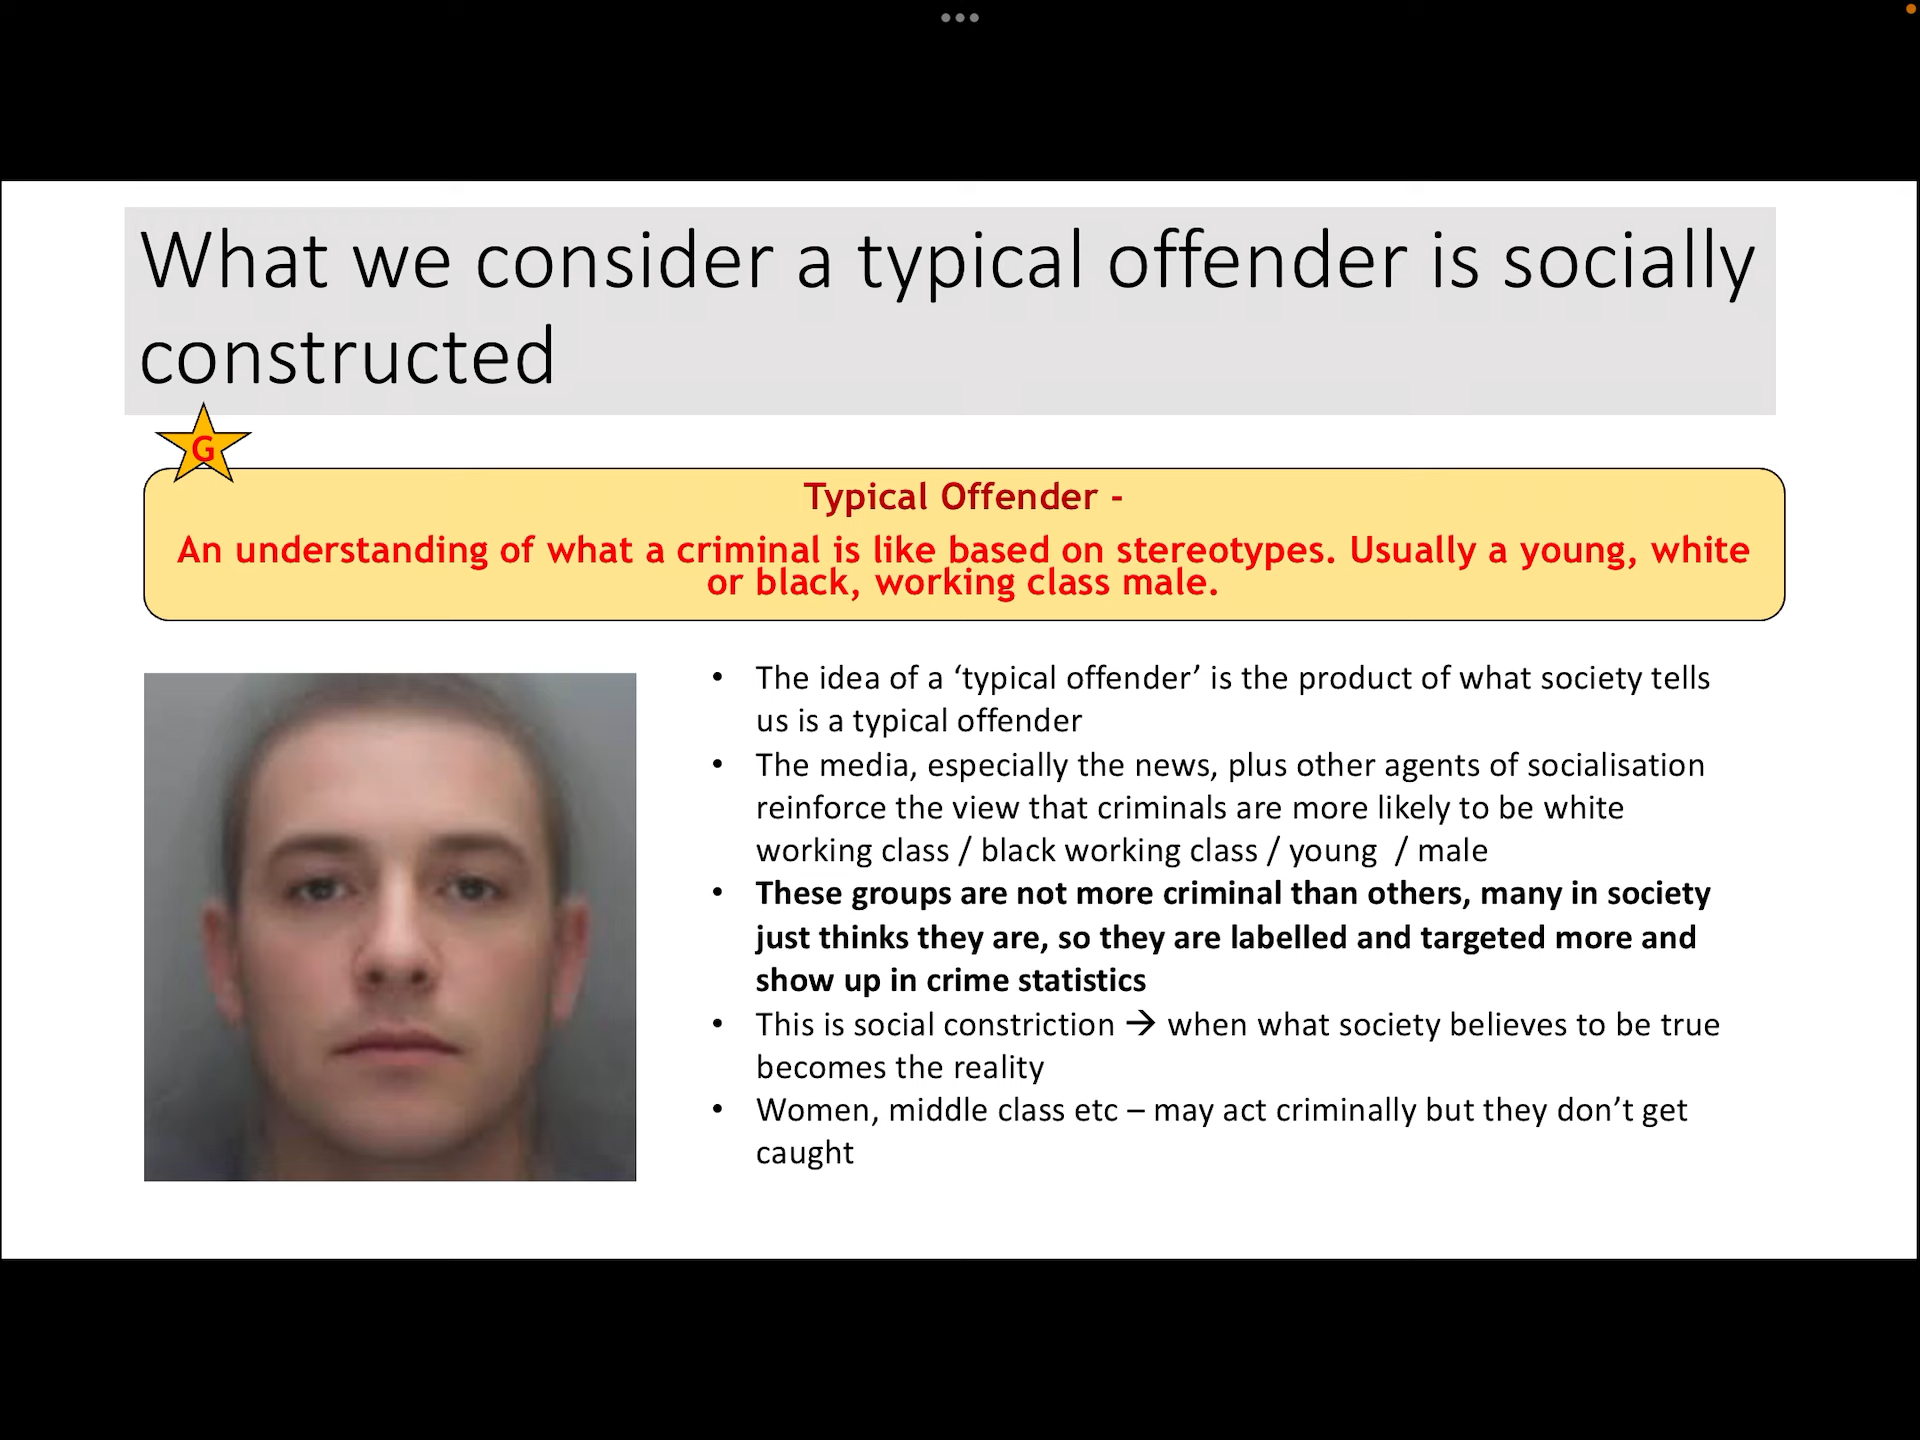 What we consider a typical offender is socially
constructed
G
Typical Offender -
An understanding of what a criminal is like based on stereotypes. Usually a young, white
or black, working class male.
• The idea of a ‘typical offender’ is the product of what society tells
us is a typical offender
• The media, especially the news, plus other agents of socialisation
reinforce the view that criminals are more likely to be white
working class / black working class / young  / male
• These groups are not more criminal than others, many in society
just thinks they are, so they are labelled and targeted more and
show up in crime statistics
• This is social constriction → when what society believes to be true
becomes the reality
• Women, middle class etc – may act criminally but they don’t get
caught